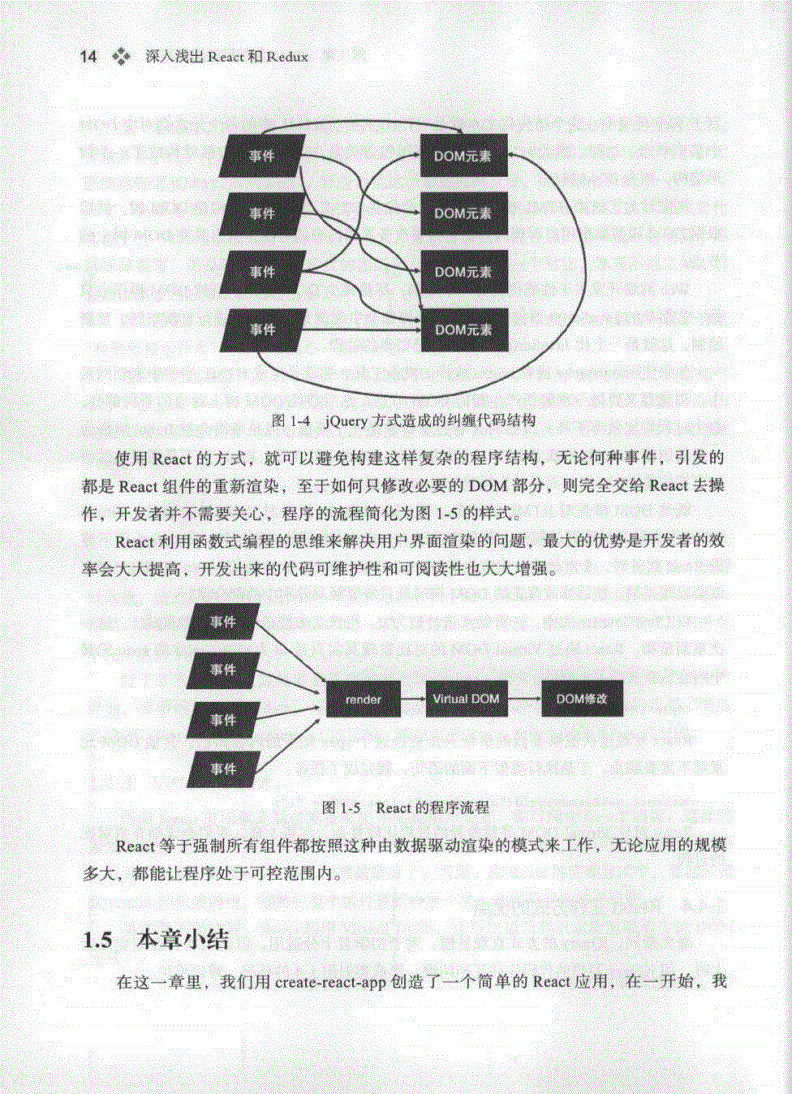 14 深入浅出 React 和 Redux
事件 DOM元素
事件 DOM元素
事件 DOM元素
事件 DOM元素
图 1-4 jQuery 方式造成的纠缠代码结构
使用 React 的方式，就可以避免构建这样复杂的程序结构，无论何种事件，引发的
都是 React 组件的重新渲染，至于如何只修改必要的 DOM 部分，则完全交给 React 去操
作，开发者并不需要关心，程序的流程简化为图 1-5 的样式。
React 利用函数式编程的思维来解决用户界面渲染的问题，最大的优势是开发者的效
率会大大提高，开发出来的代码可维护性和可阅读性也大大增强。
事件
事件
render Virtual DOM DOM修改
事件
事件
图 1-5 React 的程序流程
React 等于强制所有组件都按照这种由数据驱动渲染的模式来工作，无论应用的规模
多大，都能让程序处于可控范围内。
1.5 本章小结
在这一章里，我们用 create-react-app 创造了一个简单的 React 应用，在一开始，我